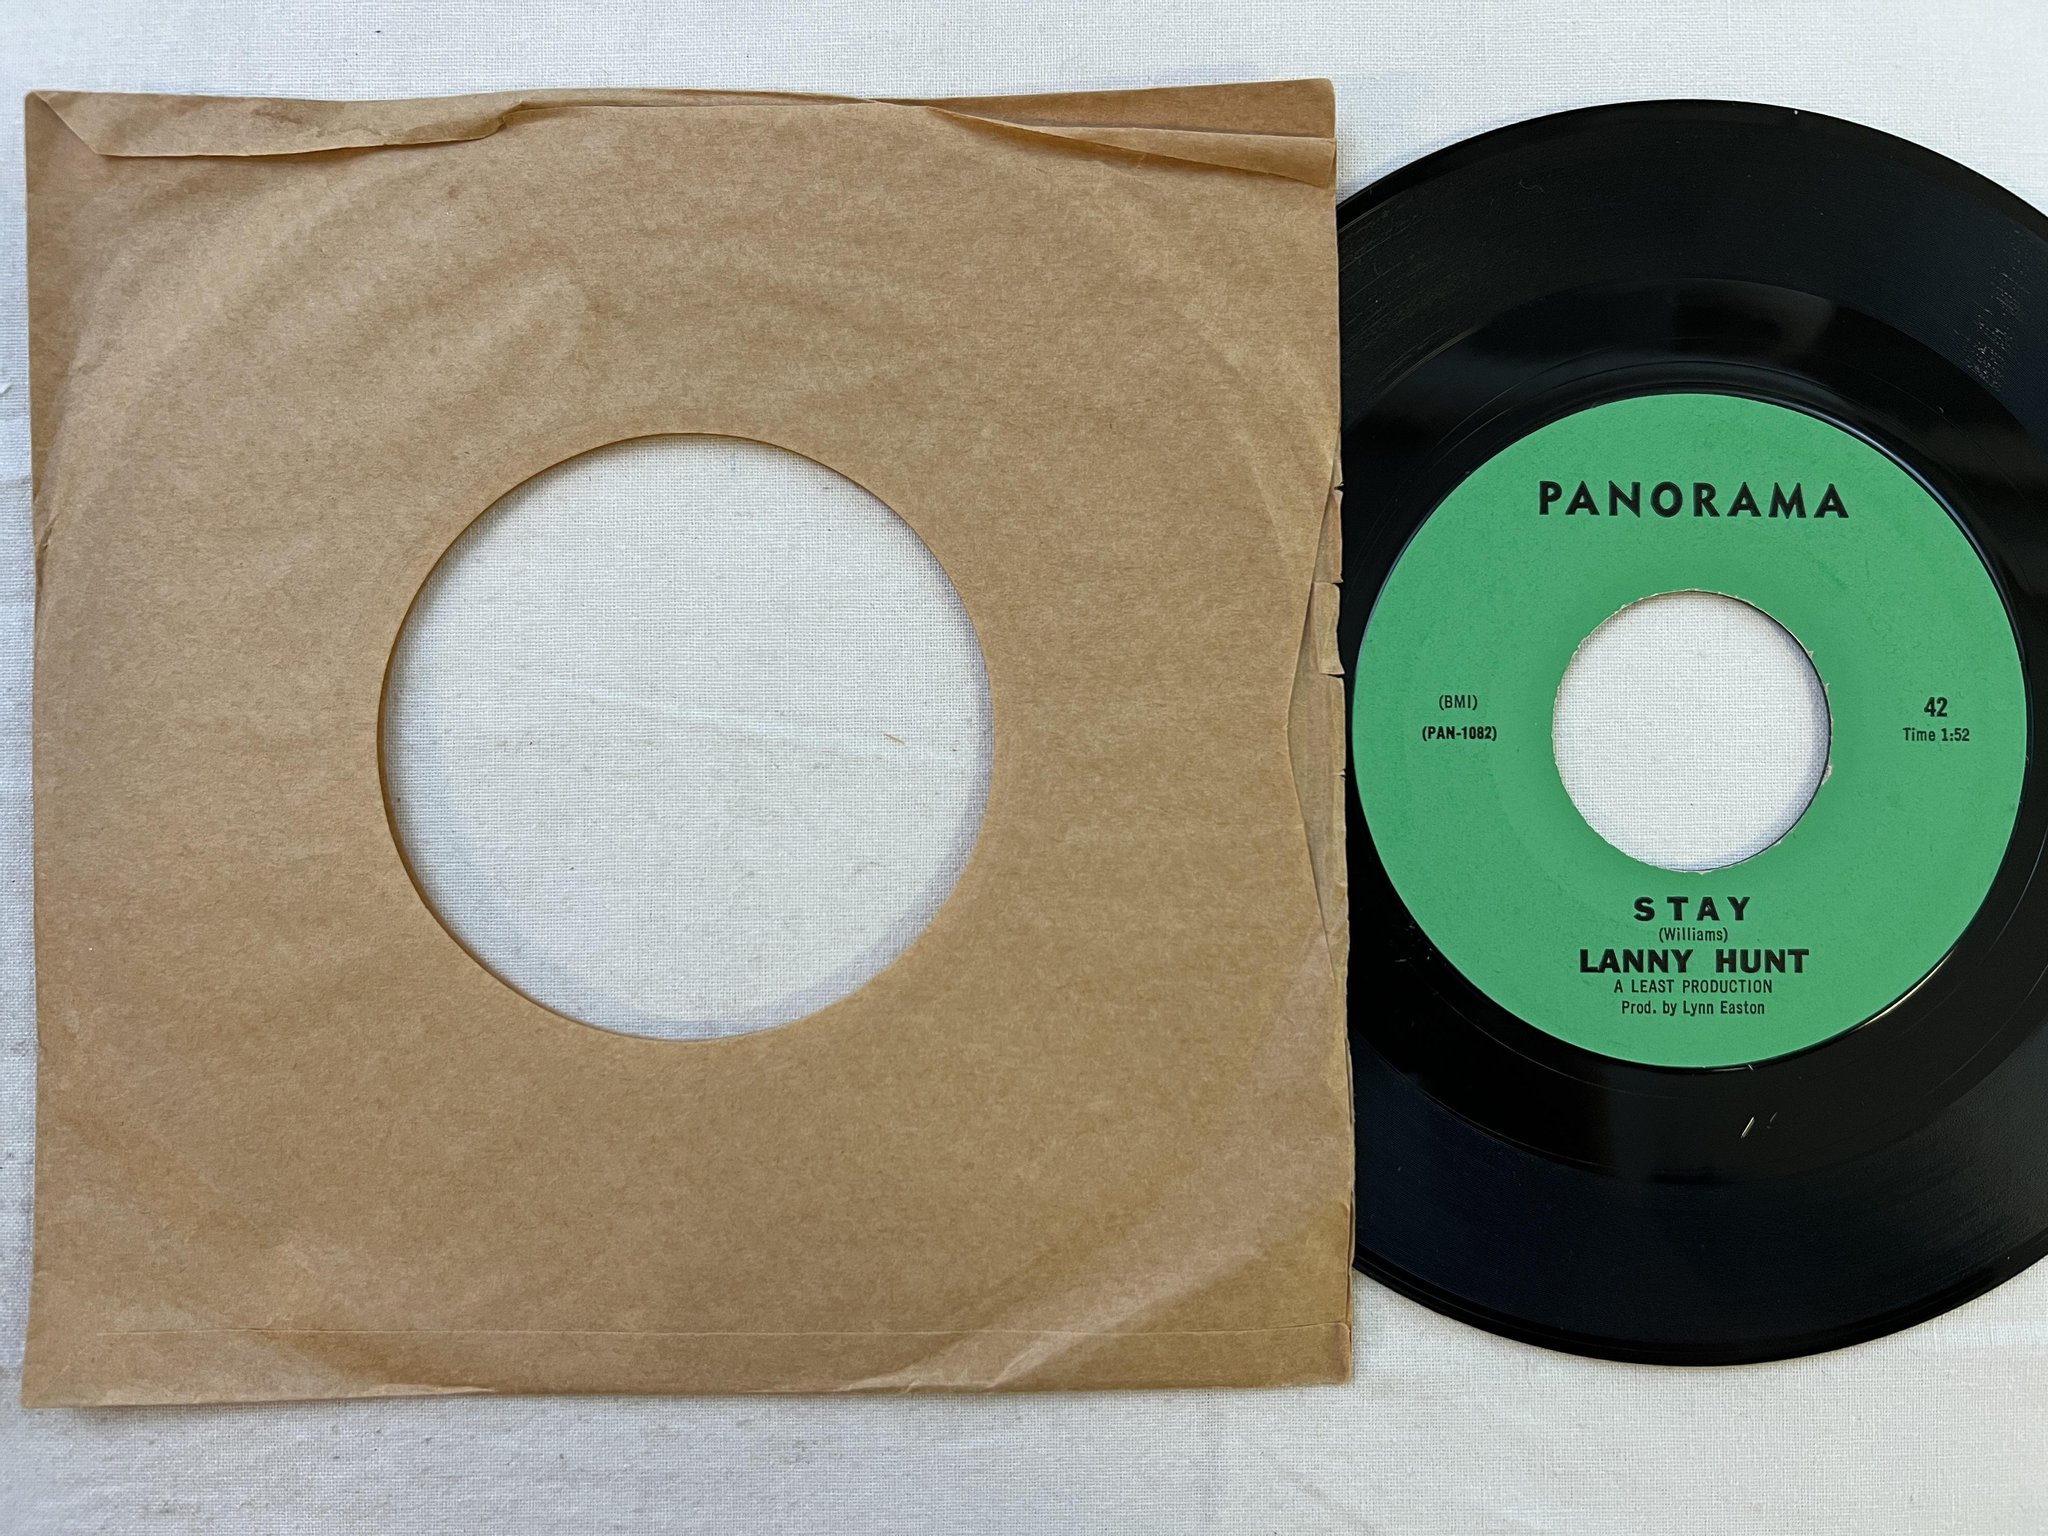 PANORAMA
(BMI)
(PAN-1082)
42
Time 1:52
STAY
(Williams)
LANNY HUNT
A LEAST PRODUCTION
Prod. by Lynn Easton